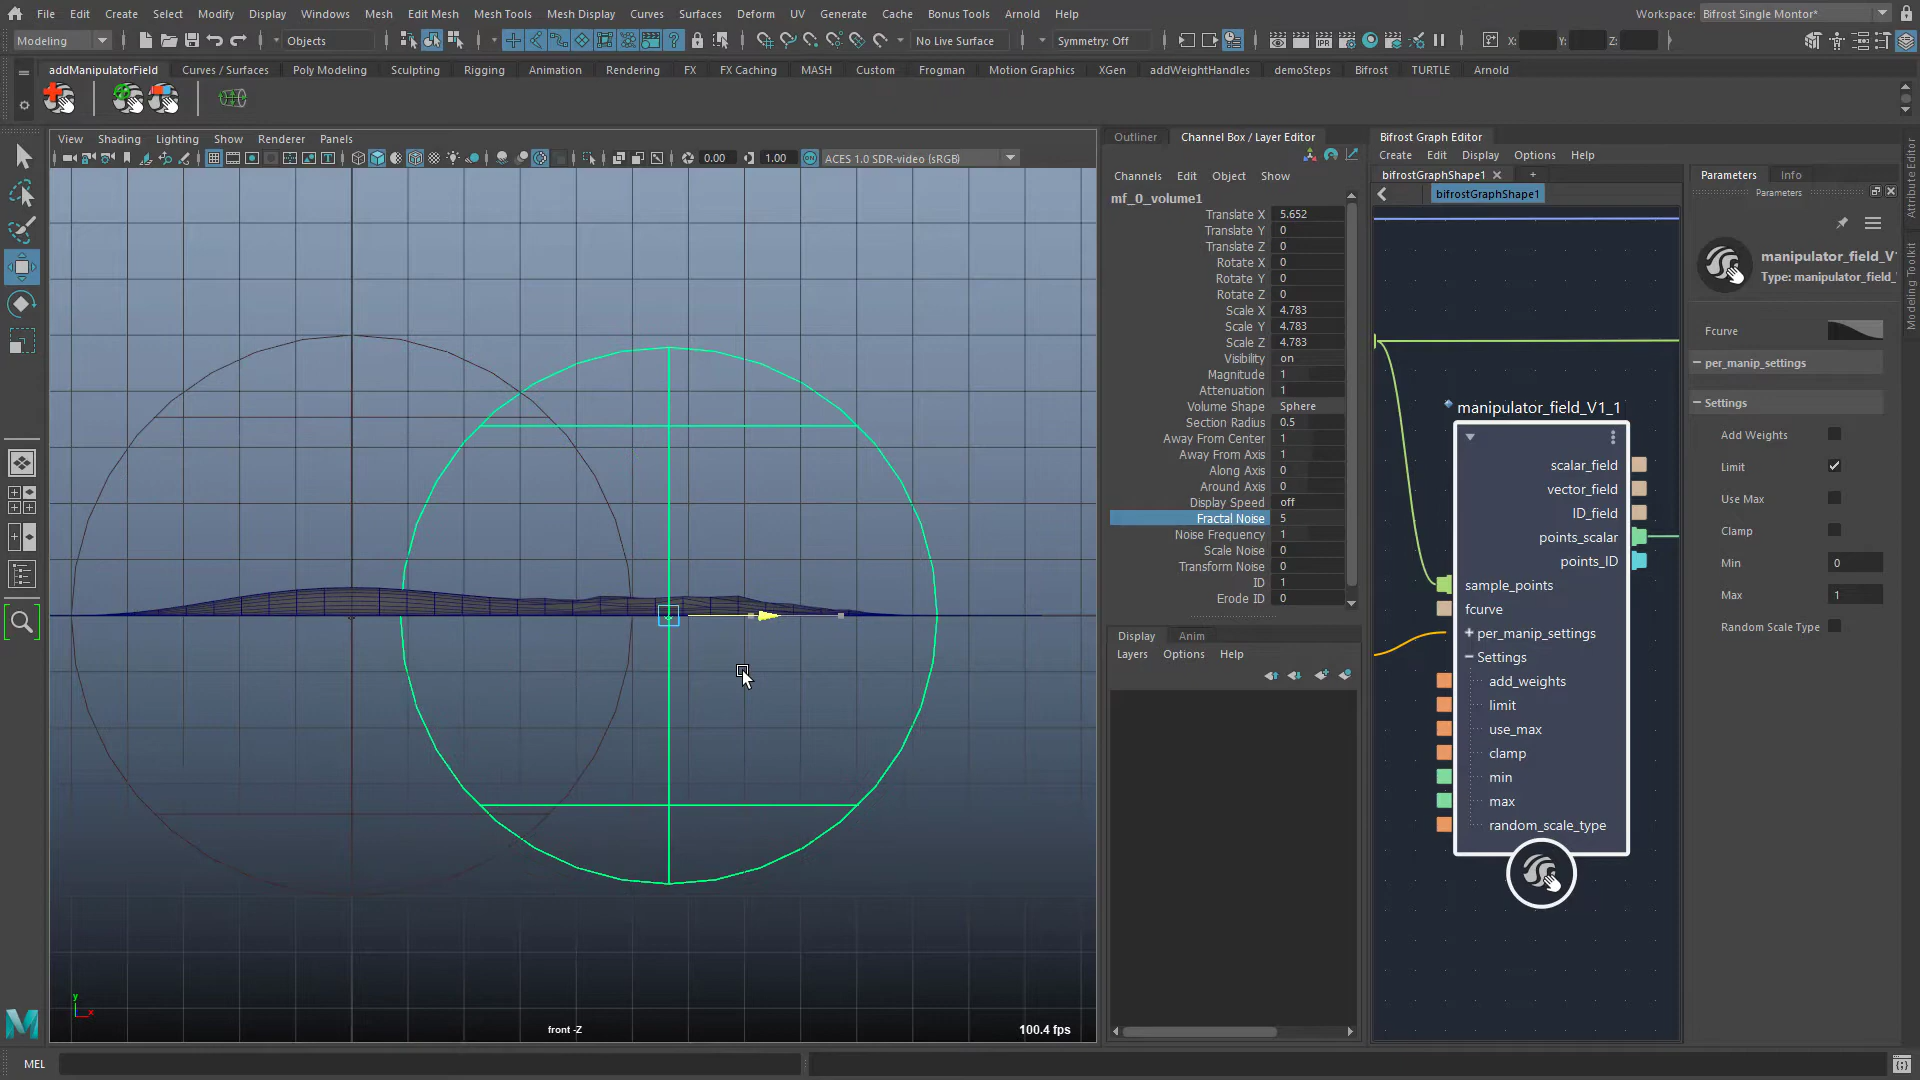 File Edit Create Select Modify Display Windows Mesh Edit Mesh Mesh Tools Mesh Display Curves Surfaces Deform UV Generate Cache Bonus Tools Arnold Help
Workspace: Bifrost Single Montor*
Modeling Objects No Live Surface Symmetry: Off X: Y: Z:
addManipulatorField Curves / Surfaces Poly Modeling Sculpting Rigging Animation Rendering FX FX Caching MASH Custom Frogman Motion Graphics XGen addWeightHandles demoSteps Bifrost TURTLE Arnold
View Shading Lighting Show Renderer Panels
0.00 1.00 ACES 1.0 SDR-video (sRGB)
front -Z
100.4 fps
y
x
Outliner Channel Box / Layer Editor
Channels Edit Object Show
mf_0_volume1
Translate X 5.652
Translate Y 0
Translate Z 0
Rotate X 0
Rotate Y 0
Rotate Z 0
Scale X 4.783
Scale Y 4.783
Scale Z 4.783
Visibility on
Magnitude 1
Attenuation 1
Volume Shape Sphere
Section Radius 0.5
Away From Center 1
Away From Axis 1
Along Axis 0
Around Axis 0
Display Speed off
Fractal Noise 5
Noise Frequency 1
Scale Noise 0
Transform Noise 0
ID 1
Erode ID 0
Display Anim
Layers Options Help
Bifrost Graph Editor
Create Edit Display Options Help
bifrostGraphShape1
bifrostGraphShape1
manipulator_field_V1_1
scalar_field
vector_field
ID_field
points_scalar
points_ID
sample_points
fcurve
per_manip_settings
Settings
add_weights
limit
use_max
clamp
min
max
random_scale_type
Parameters Info
Parameters
manipulator_field_V
Type: manipulator_field_
Fcurve
per_manip_settings
Settings
Add Weights
Limit
Use Max
Clamp
Min 0
Max 1
Random Scale Type
Attribute Editor
Modeling Toolkit
MEL